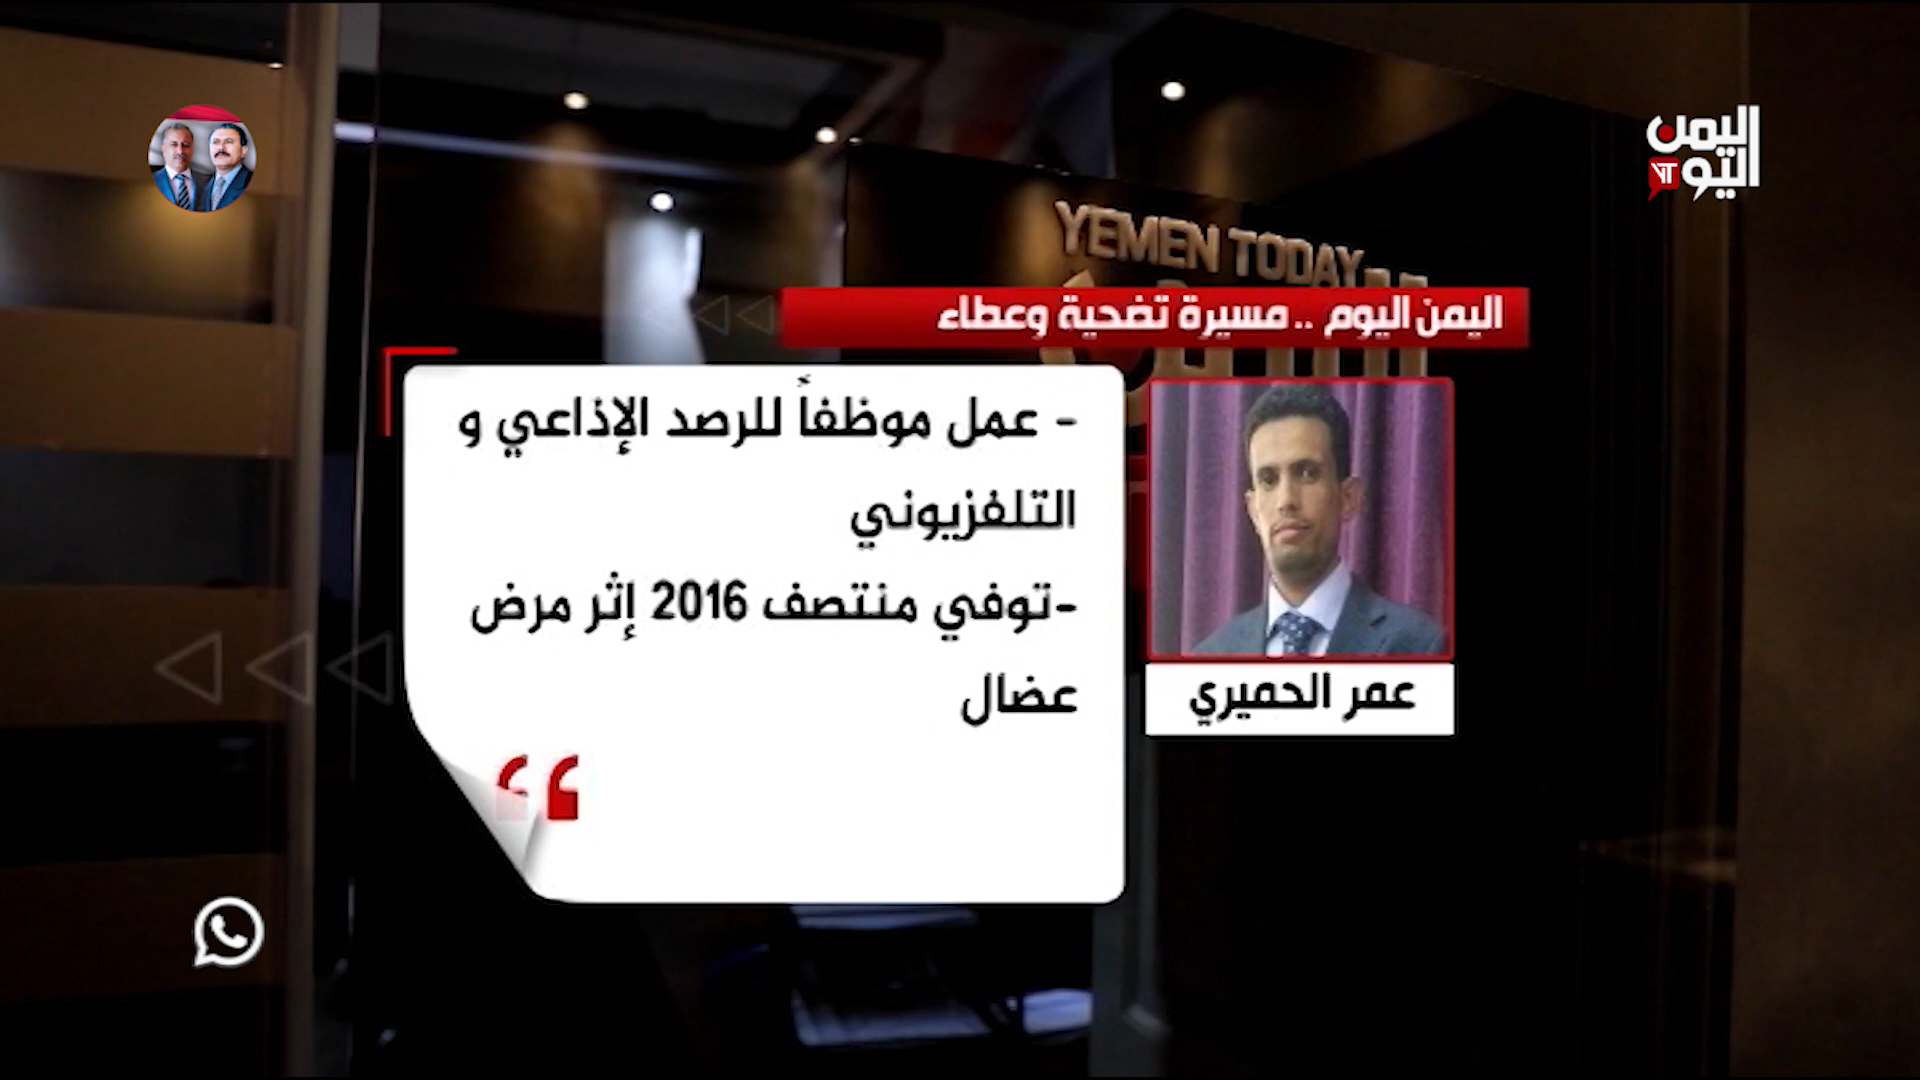 اليمن
اليوم
YT
YEMEN TODAY
اليمن اليوم .. مسيرة تضحية وعطاء
- عمل موظفاً للرصد الإذاعي و
التلفزيوني
-توفي منتصف 2016 إثر مرض
عضال
عمر الحميري